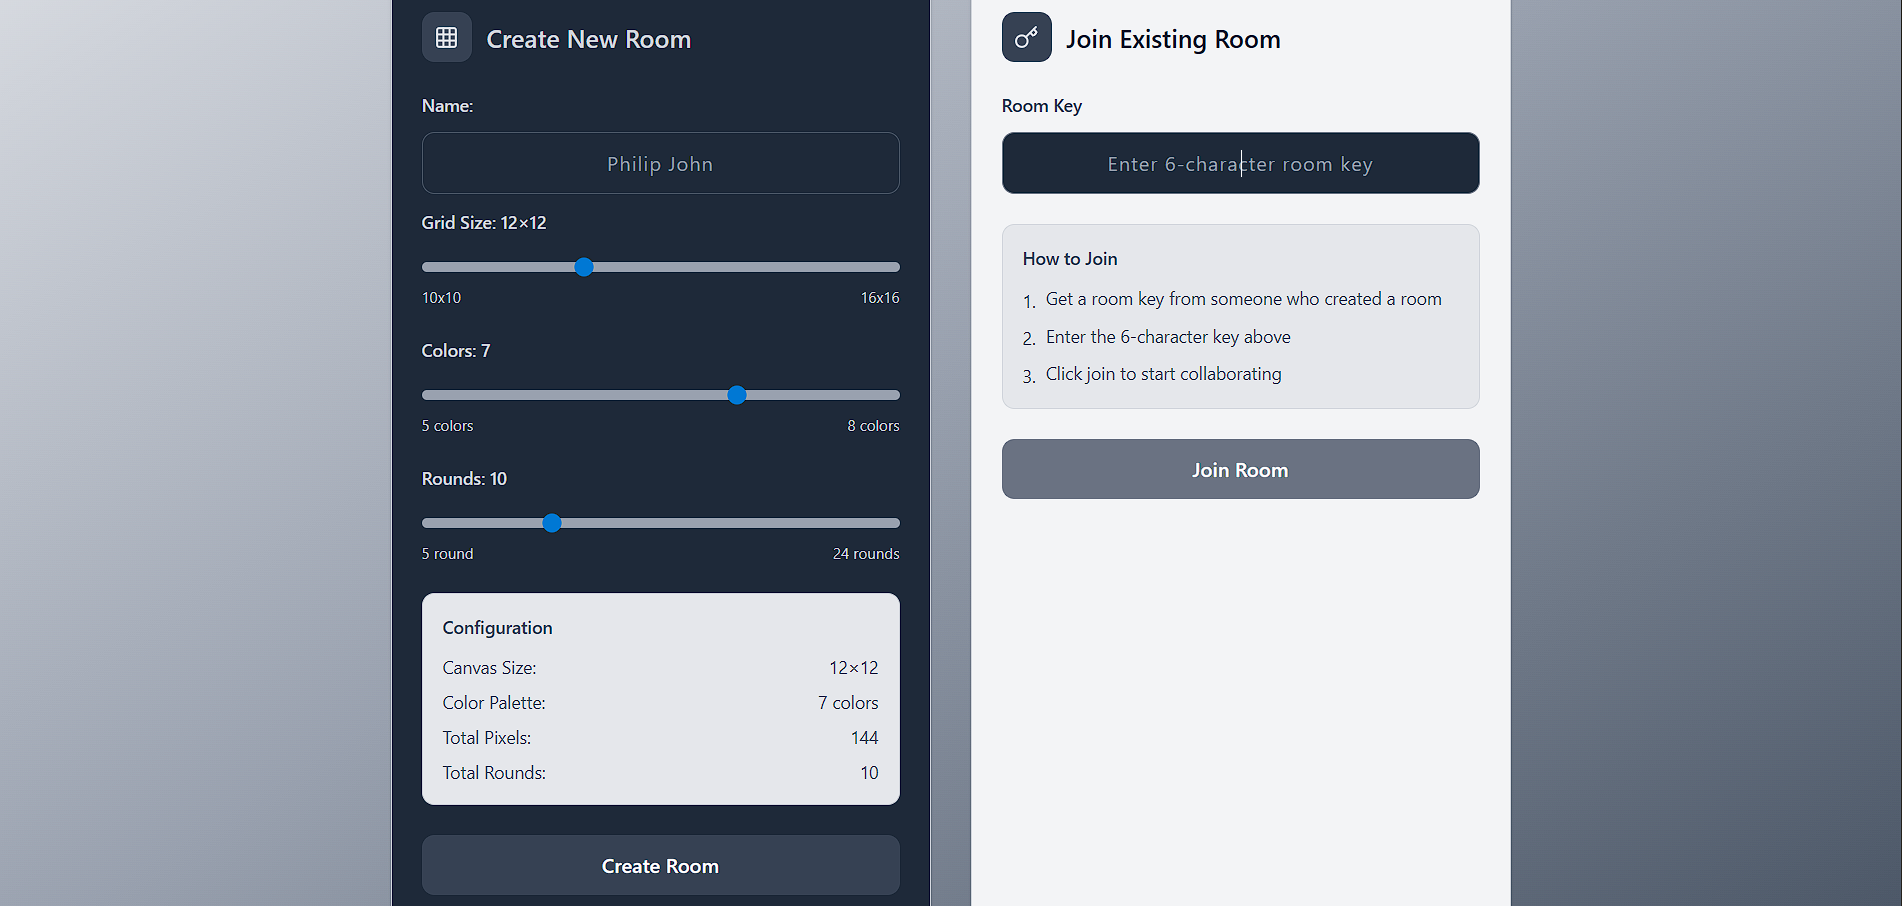 Create New Room
Name:
Philip John
Grid Size: 12×12
10x10 16x16
Colors: 7
5 colors 8 colors
Rounds: 10
5 round 24 rounds
Configuration
Canvas Size: 12×12
Color Palette: 7 colors
Total Pixels: 144
Total Rounds: 10
Create Room
Join Existing Room
Room Key
Enter 6-character room key
How to Join
1. Get a room key from someone who created a room
2. Enter the 6-character key above
3. Click join to start collaborating
Join Room